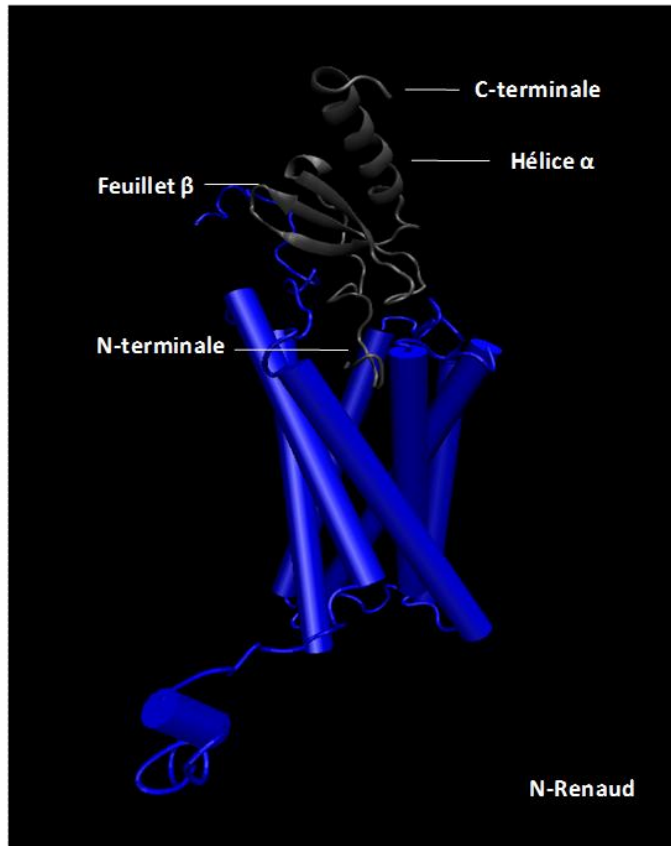 C-terminale
Hélice α
Feuillet β
N-terminale
N-Renaud